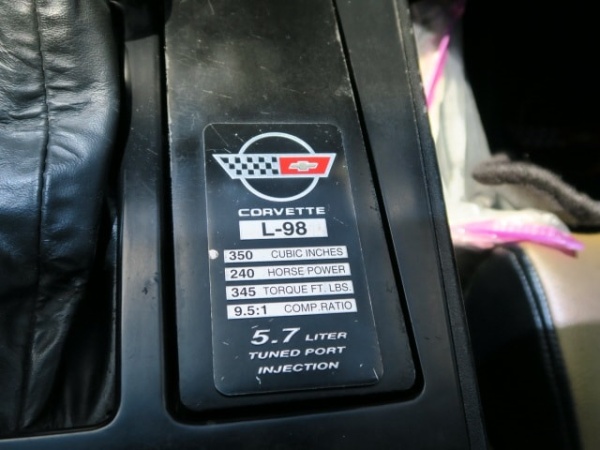 CORVETTE
L-98
350 CUBIC INCHES
240 HORSE POWER
345 TORQUE FT. LBS.
9.5:1 COMP.RATIO
5.7 LITER
TUNED PORT
INJECTION